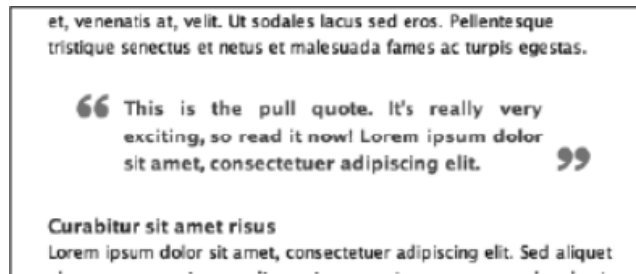 et, venenatis at, velit. Ut sodales lacus sed eros. Pellentesque
tristique senectus et netus et malesuada fames ac turpis egestas.
“ This is the pull quote. It's really very
exciting, so read it now! Lorem ipsum dolor
sit amet, consectetuer adipiscing elit. ”
Curabitur sit amet risus
Lorem ipsum dolor sit amet, consectetuer adipiscing elit. Sed aliquet